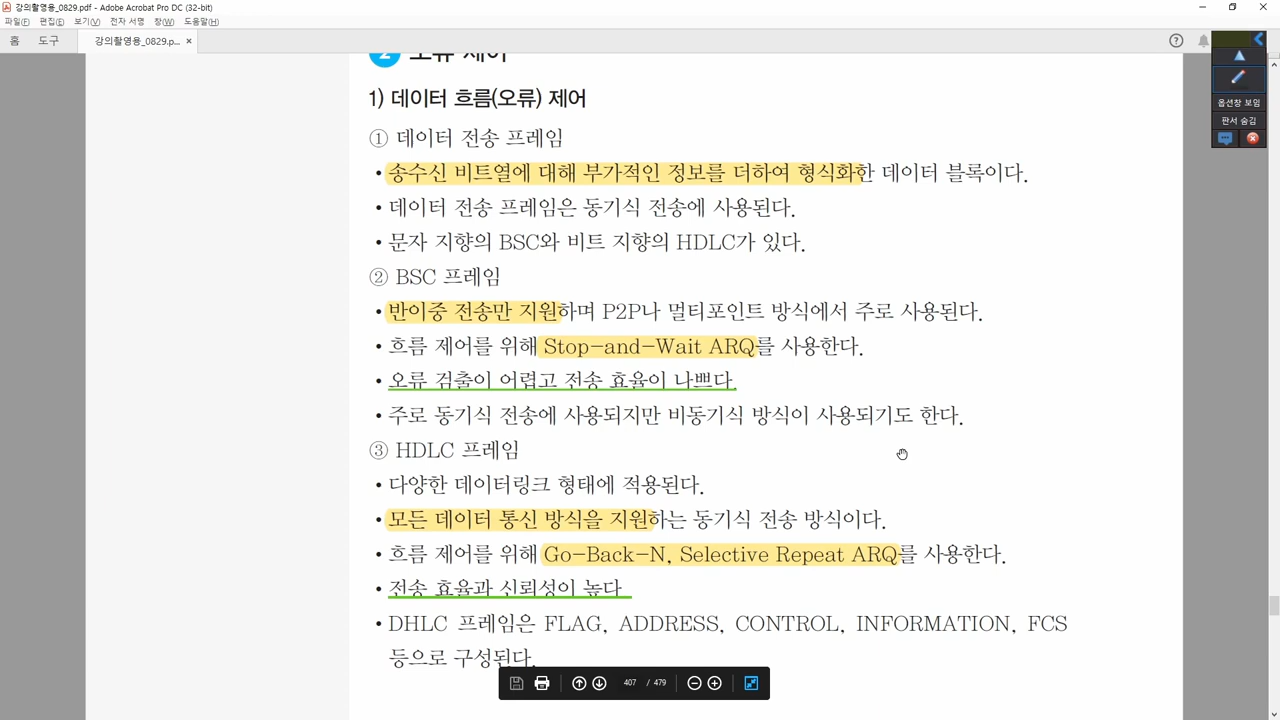 강의촬영용_0829.pdf - Adobe Acrobat Pro DC (32-bit)
파일(F) 편집(E) 보기(V) 전자 서명 창(W) 도움말(H)
홈 도구 강의촬영용_0829.p... ×
옵션창 보임
판서 숨김
2 오류 제어
1) 데이터 흐름(오류) 제어
① 데이터 전송 프레임
• 송수신 비트열에 대해 부가적인 정보를 더하여 형식화한 데이터 블록이다.
• 데이터 전송 프레임은 동기식 전송에 사용된다.
• 문자 지향의 BSC와 비트 지향의 HDLC가 있다.
② BSC 프레임
• 반이중 전송만 지원하며 P2P나 멀티포인트 방식에서 주로 사용된다.
• 흐름 제어를 위해 Stop-and-Wait ARQ를 사용한다.
• 오류 검출이 어렵고 전송 효율이 나쁘다.
• 주로 동기식 전송에 사용되지만 비동기식 방식이 사용되기도 한다.
③ HDLC 프레임
• 다양한 데이터링크 형태에 적용된다.
• 모든 데이터 통신 방식을 지원하는 동기식 전송 방식이다.
• 흐름 제어를 위해 Go-Back-N, Selective Repeat ARQ를 사용한다.
• 전송 효율과 신뢰성이 높다
• DHLC 프레임은 FLAG, ADDRESS, CONTROL, INFORMATION, FCS
등으로 구성된다.
407 / 479